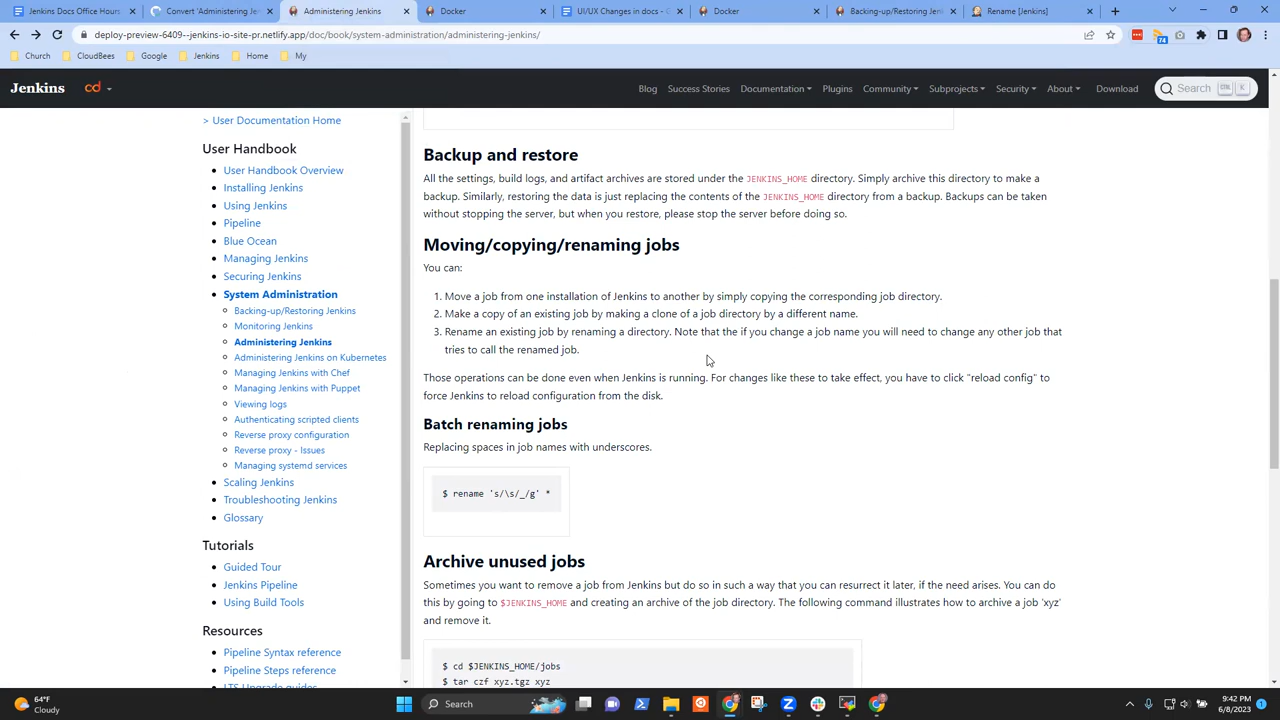 Jenkins Docs Office Hours
Convert 'Administering Je
Administering Jenkins
Docker
UI/UX Changes in docs - G
Docker
Backing-up/Restoring Jen
Rename [Jenkins]
deploy-preview-6409--jenkins-io-site-pr.netlify.app/doc/book/system-administration/administering-jenkins/
74
Church
CloudBees
Google
Jenkins
Home
My
Jenkins
cd
Blog
Success Stories
Documentation
Plugins
Community
Subprojects
Security
About
Download
Search
CTRL
K
> User Documentation Home
User Handbook
User Handbook Overview
Installing Jenkins
Using Jenkins
Pipeline
Blue Ocean
Managing Jenkins
Securing Jenkins
System Administration
Backing-up/Restoring Jenkins
Monitoring Jenkins
Administering Jenkins
Administering Jenkins on Kubernetes
Managing Jenkins with Chef
Managing Jenkins with Puppet
Viewing logs
Authenticating scripted clients
Reverse proxy configuration
Reverse proxy - Issues
Managing systemd services
Scaling Jenkins
Troubleshooting Jenkins
Glossary
Tutorials
Guided Tour
Jenkins Pipeline
Using Build Tools
Resources
Pipeline Syntax reference
Pipeline Steps reference
LTS Upgrade guides
Backup and restore
All the settings, build logs, and artifact archives are stored under the JENKINS_HOME directory. Simply archive this directory to make a
backup. Similarly, restoring the data is just replacing the contents of the JENKINS_HOME directory from a backup. Backups can be taken
without stopping the server, but when you restore, please stop the server before doing so.
Moving/copying/renaming jobs
You can:
1. Move a job from one installation of Jenkins to another by simply copying the corresponding job directory.
2. Make a copy of an existing job by making a clone of a job directory by a different name.
3. Rename an existing job by renaming a directory. Note that the if you change a job name you will need to change any other job that
tries to call the renamed job.
Those operations can be done even when Jenkins is running. For changes like these to take effect, you have to click "reload config" to
force Jenkins to reload configuration from the disk.
Batch renaming jobs
Replacing spaces in job names with underscores.
$ rename 's/\s/_/g' *
Archive unused jobs
Sometimes you want to remove a job from Jenkins but do so in such a way that you can resurrect it later, if the need arises. You can do
this by going to $JENKINS_HOME and creating an archive of the job directory. The following command illustrates how to archive a job 'xyz'
and remove it.
$ cd $JENKINS_HOME/jobs
$ tar czf xyz.tgz xyz
64°F
Cloudy
Search
9:42 PM
6/8/2023